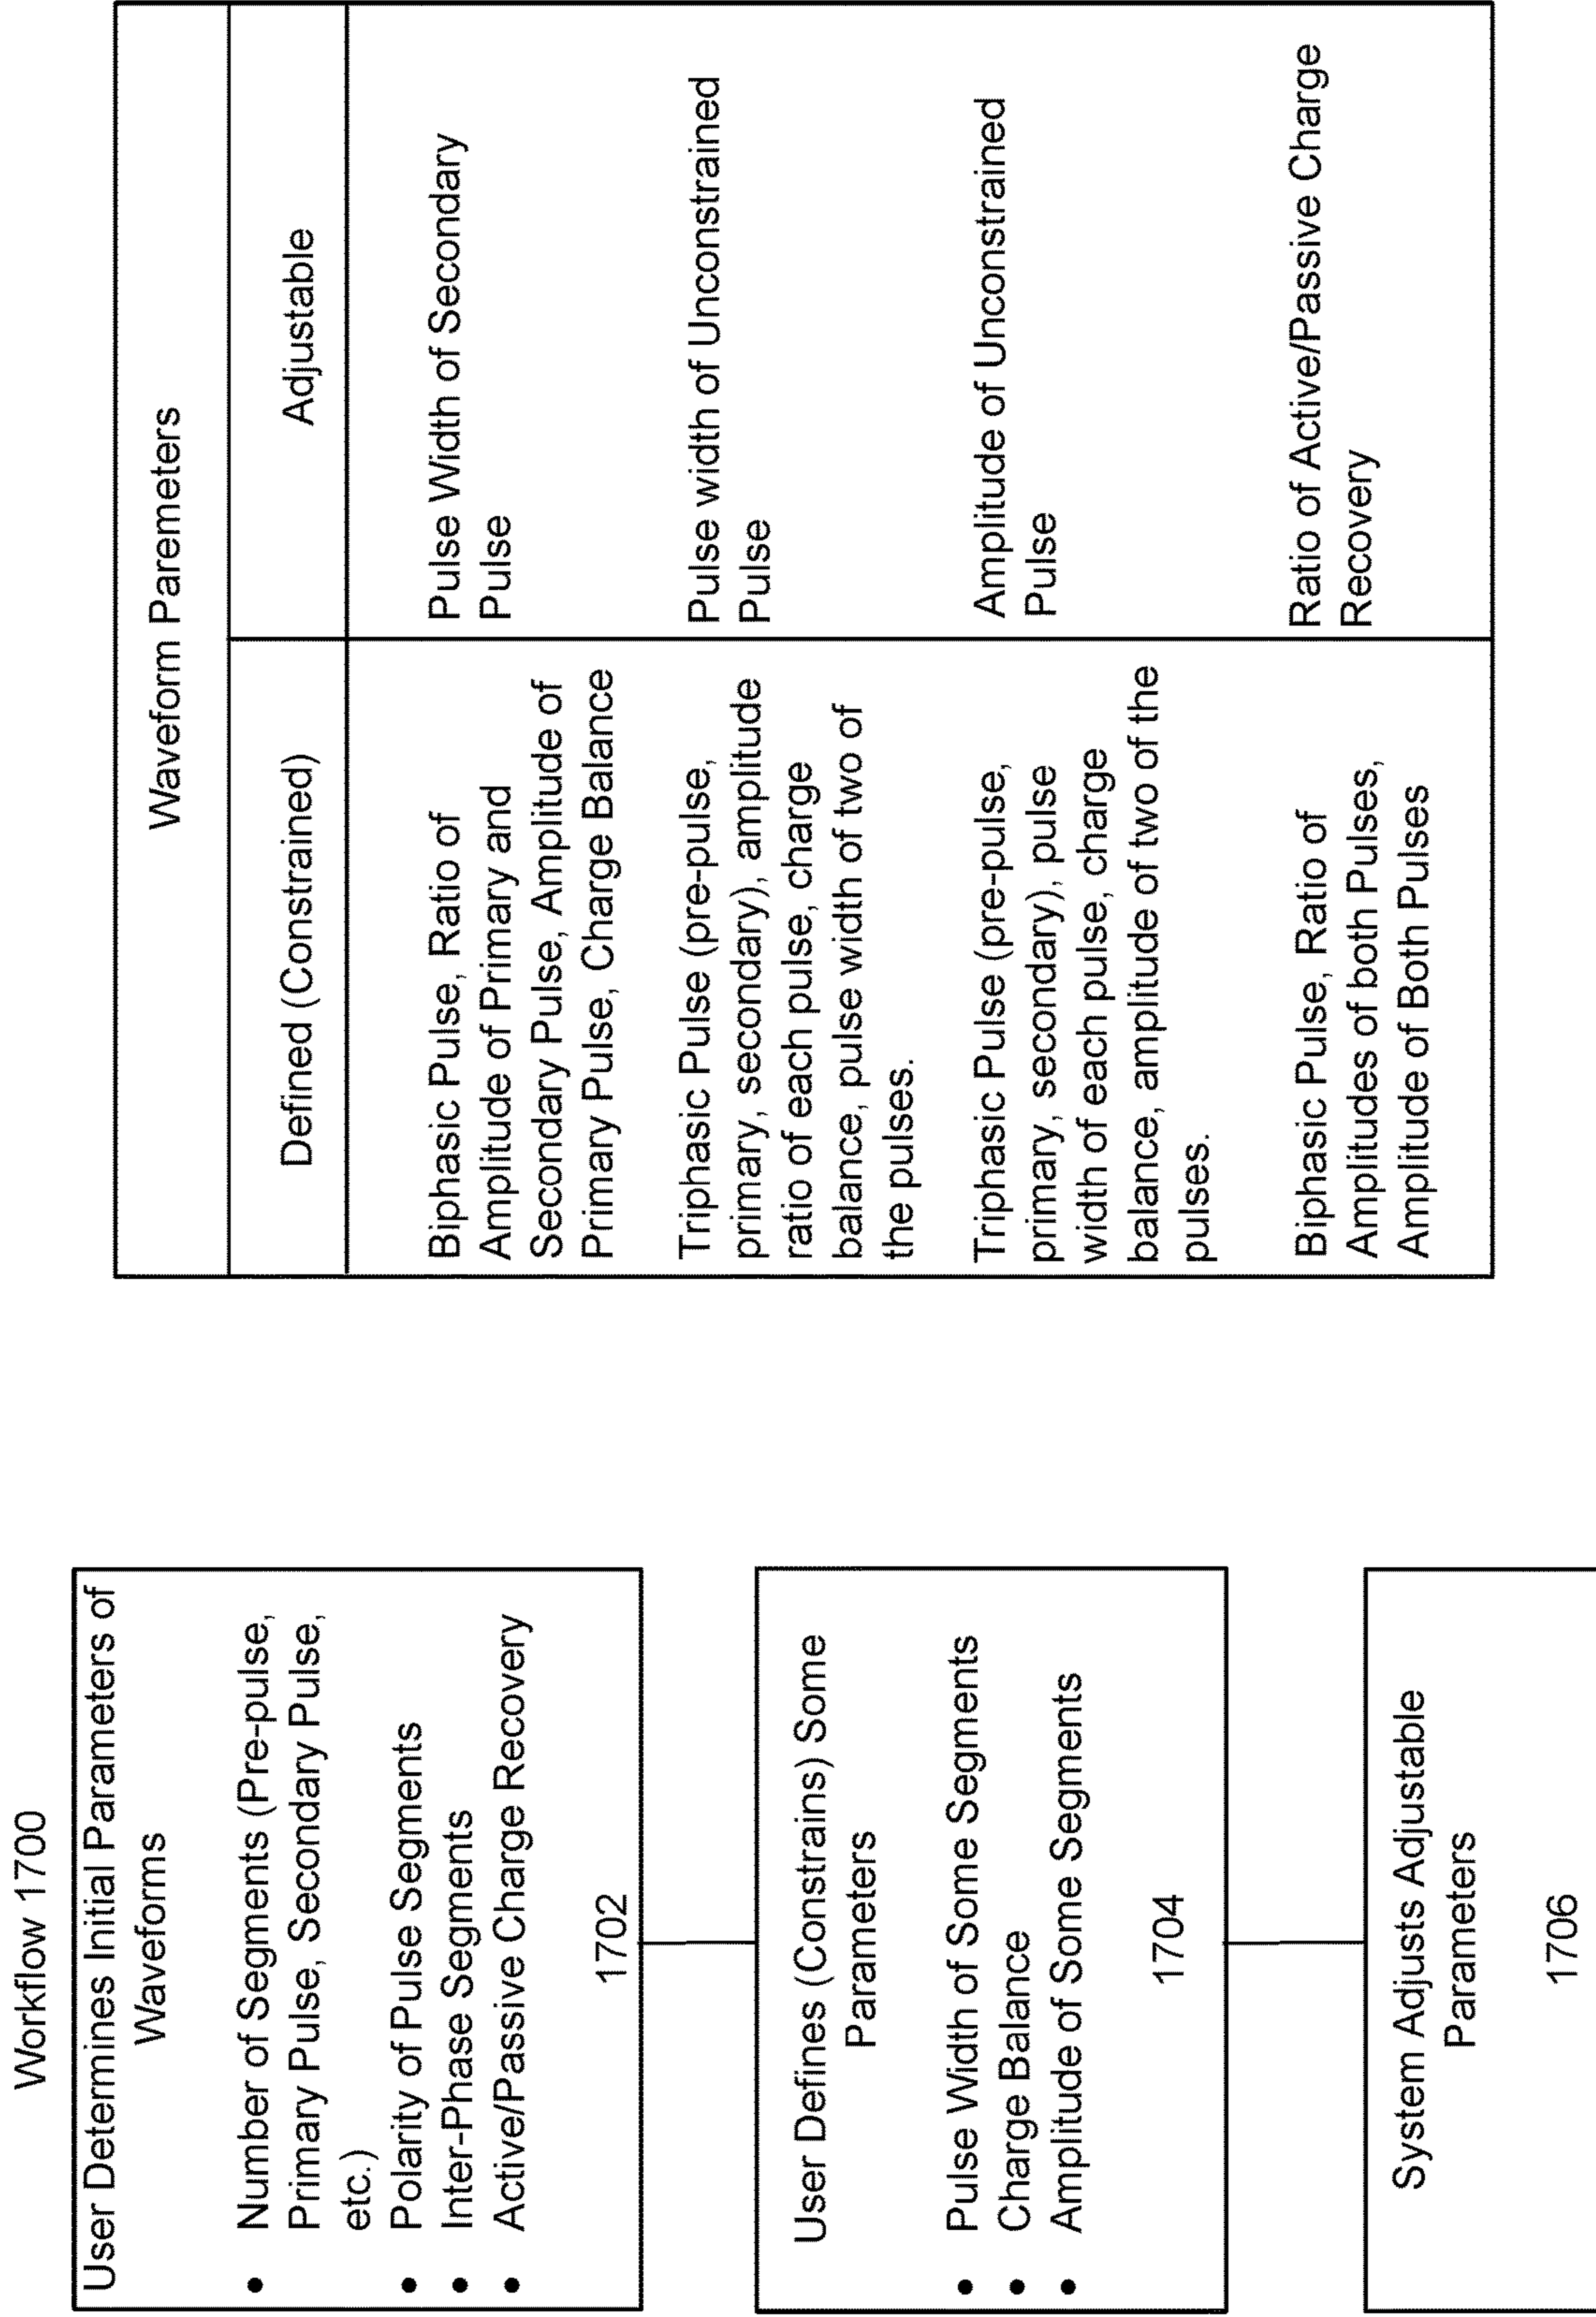 Workflow 1700
User Determines Initial Parameters of
Waveforms
• Number of Segments (Pre-pulse,
Primary Pulse, Secondary Pulse,
etc.)
• Polarity of Pulse Segments
• Inter-Phase Segments
• Active/Passive Charge Recovery
1702
User Defines (Constrains) Some
Parameters
• Pulse Width of Some Segments
• Charge Balance
• Amplitude of Some Segments
1704
System Adjusts Adjustable
Parameters
1706
Waveform Paremeters
Defined (Constrained)
Adjustable
Biphasic Pulse, Ratio of
Amplitude of Primary and
Secondary Pulse, Amplitude of
Primary Pulse, Charge Balance
Pulse Width of Secondary
Pulse
Triphasic Pulse (pre-pulse,
primary, secondary), amplitude
ratio of each pulse, charge
balance, pulse width of two of
the pulses.
Pulse width of Unconstrained
Pulse
Triphasic Pulse (pre-pulse,
primary, secondary), pulse
width of each pulse, charge
balance, amplitude of two of the
pulses.
Amplitude of Unconstrained
Pulse
Biphasic Pulse, Ratio of
Amplitudes of both Pulses,
Amplitude of Both Pulses
Ratio of Active/Passive Charge
Recovery